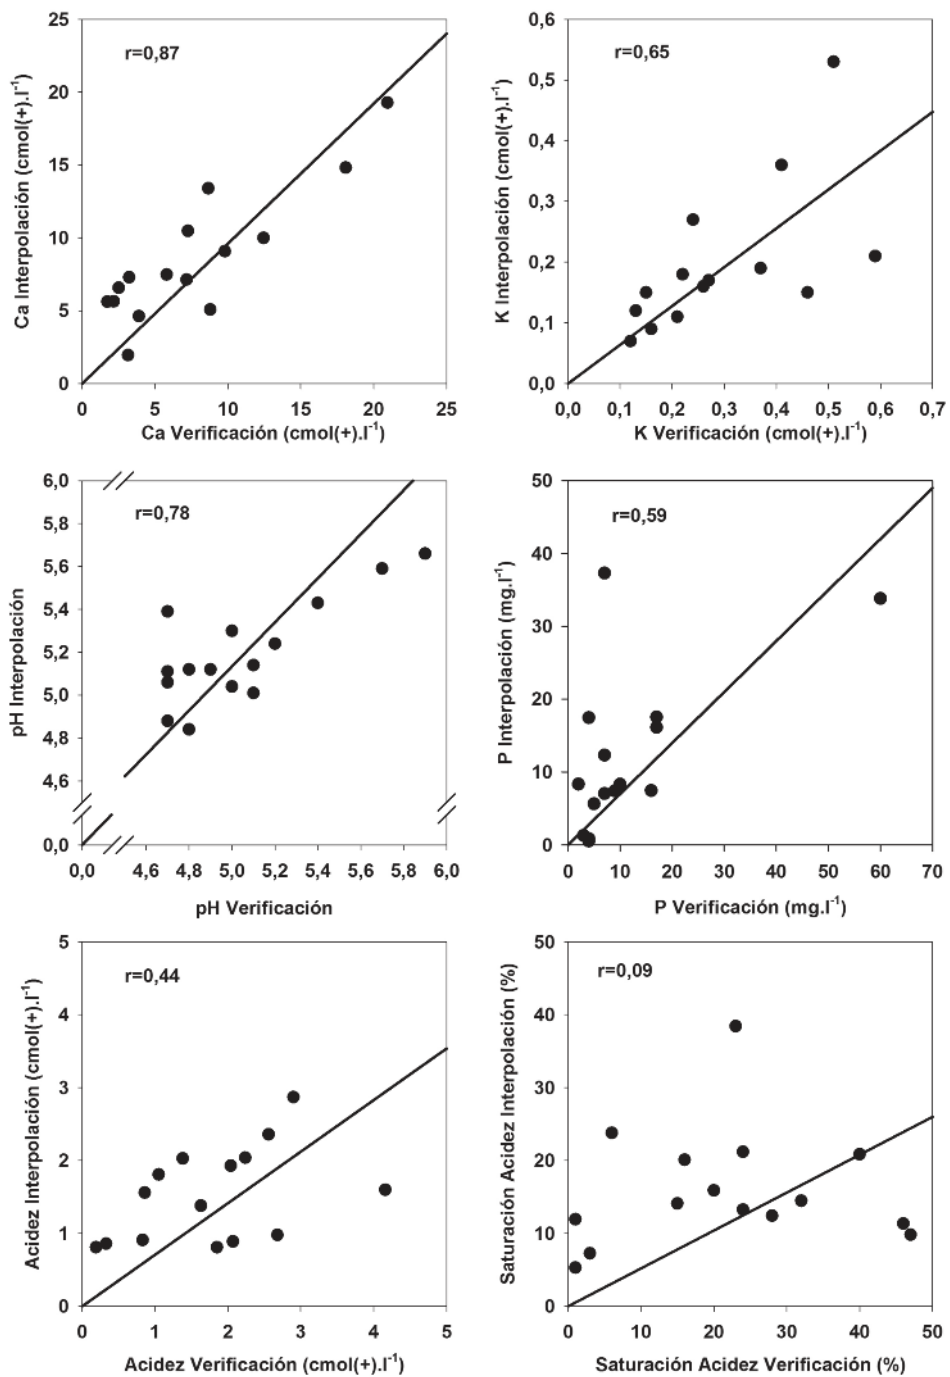 25
20
15
10
5
0
Ca Interpolación (cmol(+).l⁻¹)
r=0,87
0 5 10 15 20 25
Ca Verificación (cmol(+).l⁻¹)
0,6
0,5
0,4
0,3
0,2
0,1
0,0
K Interpolación (cmol(+).l⁻¹)
r=0,65
0,0 0,1 0,2 0,3 0,4 0,5 0,6 0,7
K Verificación (cmol(+).l⁻¹)
6,0
5,8
5,6
5,4
5,2
5,0
4,8
4,6
0,0
pH Interpolación
r=0,78
0,0 4,6 4,8 5,0 5,2 5,4 5,6 5,8 6,0
pH Verificación
50
40
30
20
10
0
P Interpolación (mg.l⁻¹)
r=0,59
0 10 20 30 40 50 60 70
P Verificación (mg.l⁻¹)
5
4
3
2
1
0
Acidez Interpolación (cmol(+).l⁻¹)
r=0,44
0 1 2 3 4 5
Acidez Verificación (cmol(+).l⁻¹)
50
40
30
20
10
0
Saturación Acidez Interpolación (%)
r=0,09
0 10 20 30 40 50
Saturación Acidez Verificación (%)